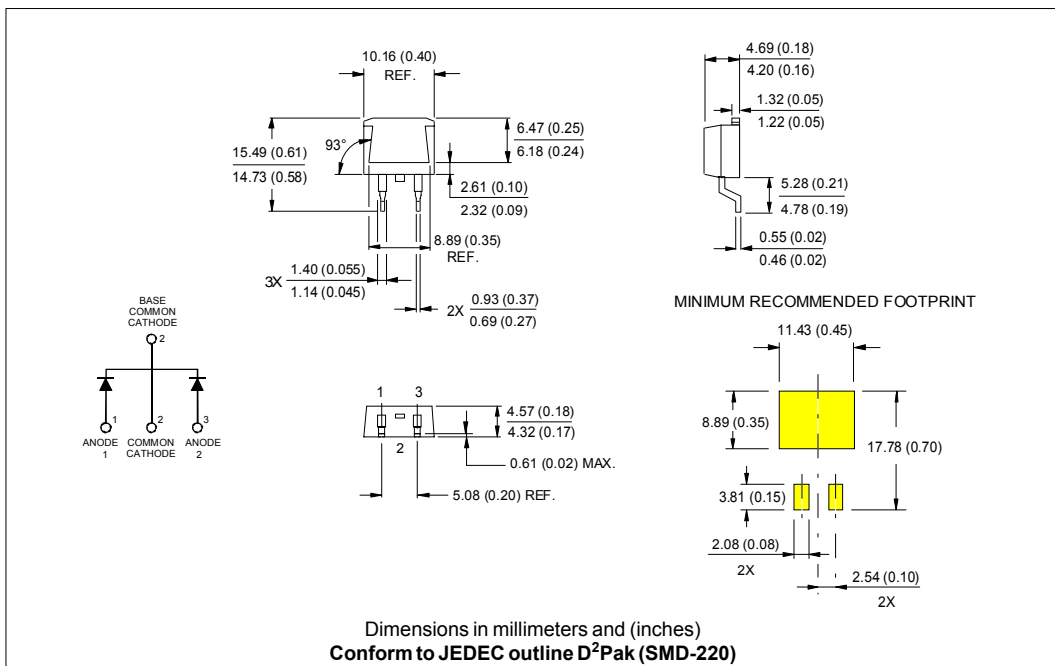 10.16 (0.40)
REF.
4.69 (0.18)
4.20 (0.16)
1.32 (0.05)
1.22 (0.05)
93°
15.49 (0.61)
14.73 (0.58)
6.47 (0.25)
6.18 (0.24)
2.61 (0.10)
2.32 (0.09)
8.89 (0.35)
REF.
5.28 (0.21)
4.78 (0.19)
0.55 (0.02)
0.46 (0.02)
3X
1.40 (0.055)
1.14 (0.045)
2X
0.93 (0.37)
0.69 (0.27)
MINIMUM RECOMMENDED FOOTPRINT
11.43 (0.45)
8.89 (0.35)
17.78 (0.70)
3.81 (0.15)
2.08 (0.08)
2X
2.54 (0.10)
2X
BASE
COMMON
CATHODE
2
1
2
3
ANODE
1
COMMON
CATHODE
ANODE
2
1
3
2
4.57 (0.18)
4.32 (0.17)
0.61 (0.02) MAX.
5.08 (0.20) REF.
Dimensions in millimeters and (inches)
Conform to JEDEC outline D²Pak (SMD-220)